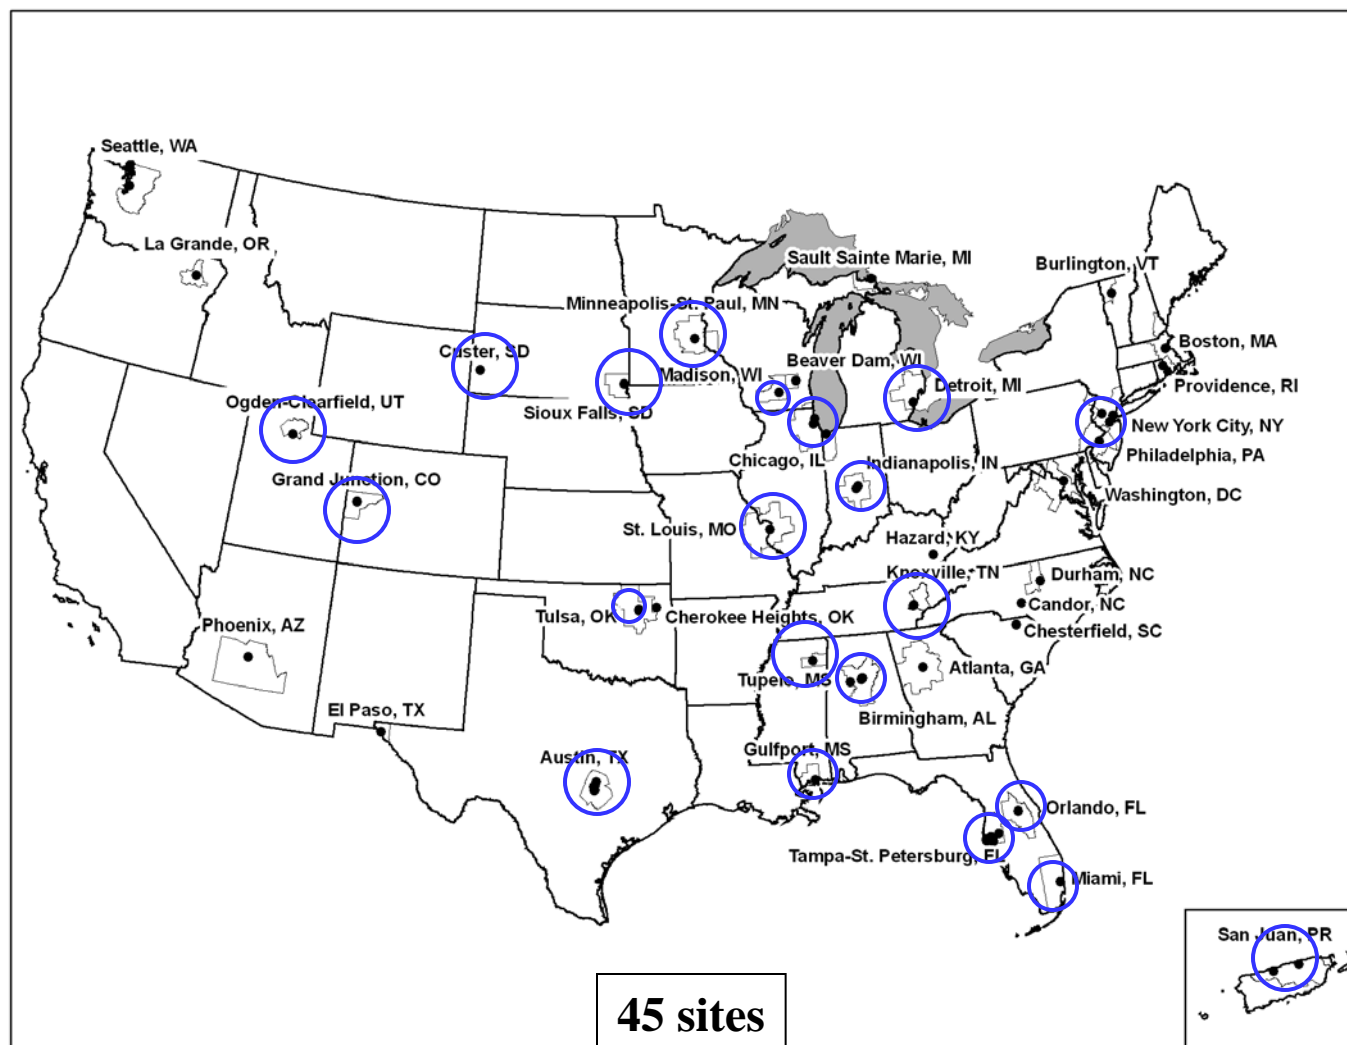 Seattle, WA
La Grande, OR
Sault Sainte Marie, MI
Burlington, VT
Minneapolis-St. Paul, MN
Boston, MA
Custer, SD
Beaver Dam, WI
Madison, WI
Detroit, MI
Providence, RI
Ogden-Clearfield, UT
Sioux Falls, SD
New York City, NY
Chicago, IL
Indianapolis, IN
Philadelphia, PA
Grand Junction, CO
Washington, DC
St. Louis, MO
Hazard, KY
Knoxville, TN
Durham, NC
Candor, NC
Tulsa, OK
Cherokee Heights, OK
Phoenix, AZ
Chesterfield, SC
Atlanta, GA
Tupelo, MS
El Paso, TX
Birmingham, AL
Gulfport, MS
Austin, TX
Orlando, FL
Tampa-St. Petersburg, FL
Miami, FL
San Juan, PR
45 sites